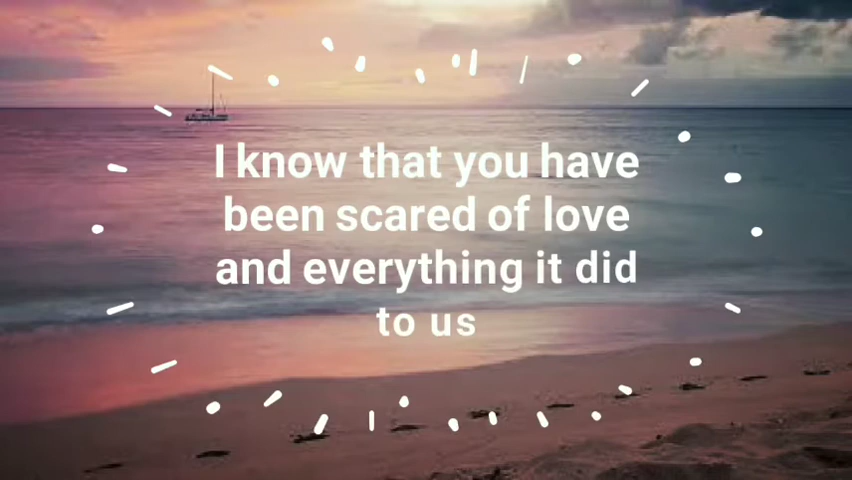 I know that you have
been scared of love
and everything it did
to us